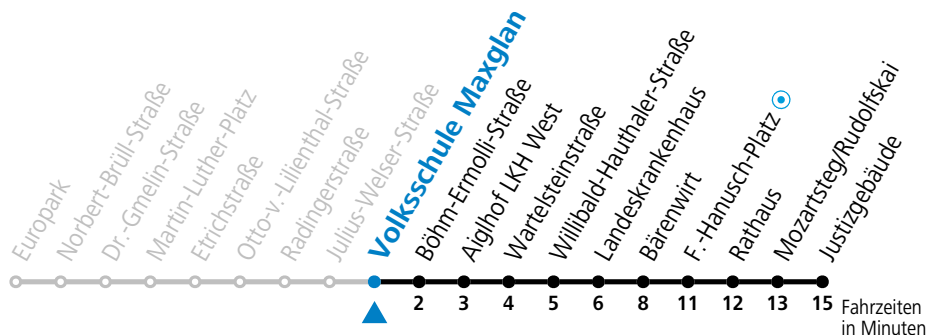 Europark
Norbert-Brüll-Straße
Dr.-Gmelin-Straße
Martin-Luther-Platz
Etrichstraße
Otto-v.-Lilienthal-Straße
Radingerstraße
Julius-Welser-Straße
Volksschule Maxglan
Böhm-Ermolli-Straße
Aiglhof LKH West
Wartelsteinstraße
Willibald-Hauthaler-Straße
Landeskrankenhaus
Bärenwirt
F.-Hanusch-Platz
Rathaus
Mozartsteg/Rudolfskai
Justizgebäude
2 3 4 5 6 8 11 12 13 15 Fahrzeiten
in Minuten